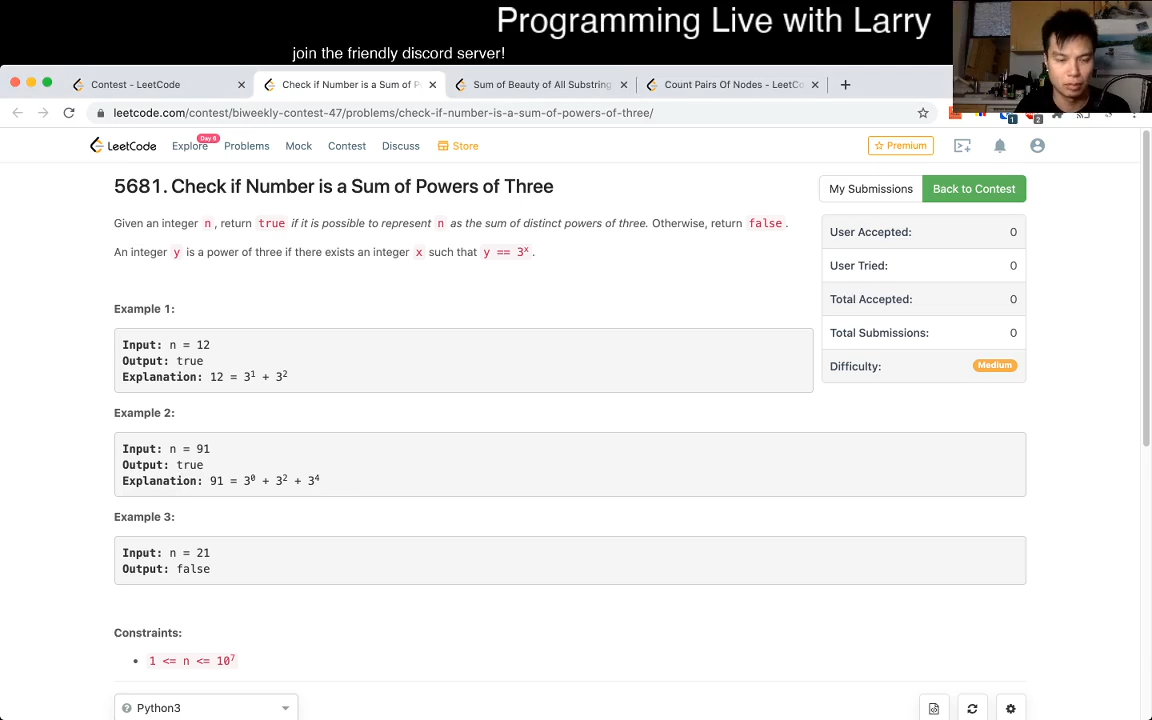 Programming Live with Larry
join the friendly discord server!
Contest - LeetCode
Check if Number is a Sum of P
Sum of Beauty of All Substring
Count Pairs Of Nodes - LeetCo
leetcode.com/contest/biweekly-contest-47/problems/check-if-number-is-a-sum-of-powers-of-three/
1
2
LeetCode
Explore
Day 6
Problems
Mock
Contest
Discuss
Store
Premium
5681. Check if Number is a Sum of Powers of Three
My Submissions
Back to Contest
Given an integer n, return true if it is possible to represent n as the sum of distinct powers of three. Otherwise, return false.
An integer y is a power of three if there exists an integer x such that y == 3ˣ.
User Accepted: 0
User Tried: 0
Total Accepted: 0
Total Submissions: 0
Difficulty: Medium
Example 1:
Input: n = 12
Output: true
Explanation: 12 = 3¹ + 3²
Example 2:
Input: n = 91
Output: true
Explanation: 91 = 3⁰ + 3² + 3⁴
Example 3:
Input: n = 21
Output: false
Constraints:
1 <= n <= 10⁷
Python3